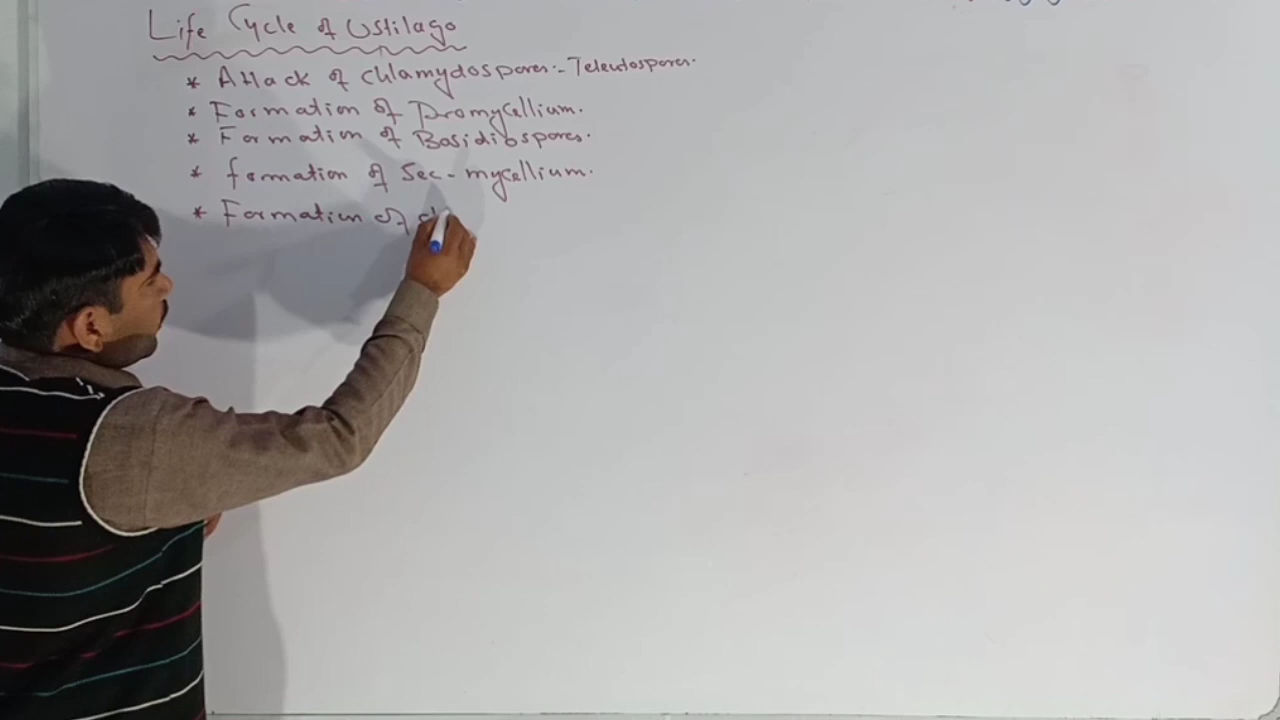 Life Cycle of Ustilago
* Attack of Chlamydospores:- Teleutospores.
* Formation of Promycellium.
* Formation of Basidiospores.
* formation of Sec- mycellium.
* Formation of